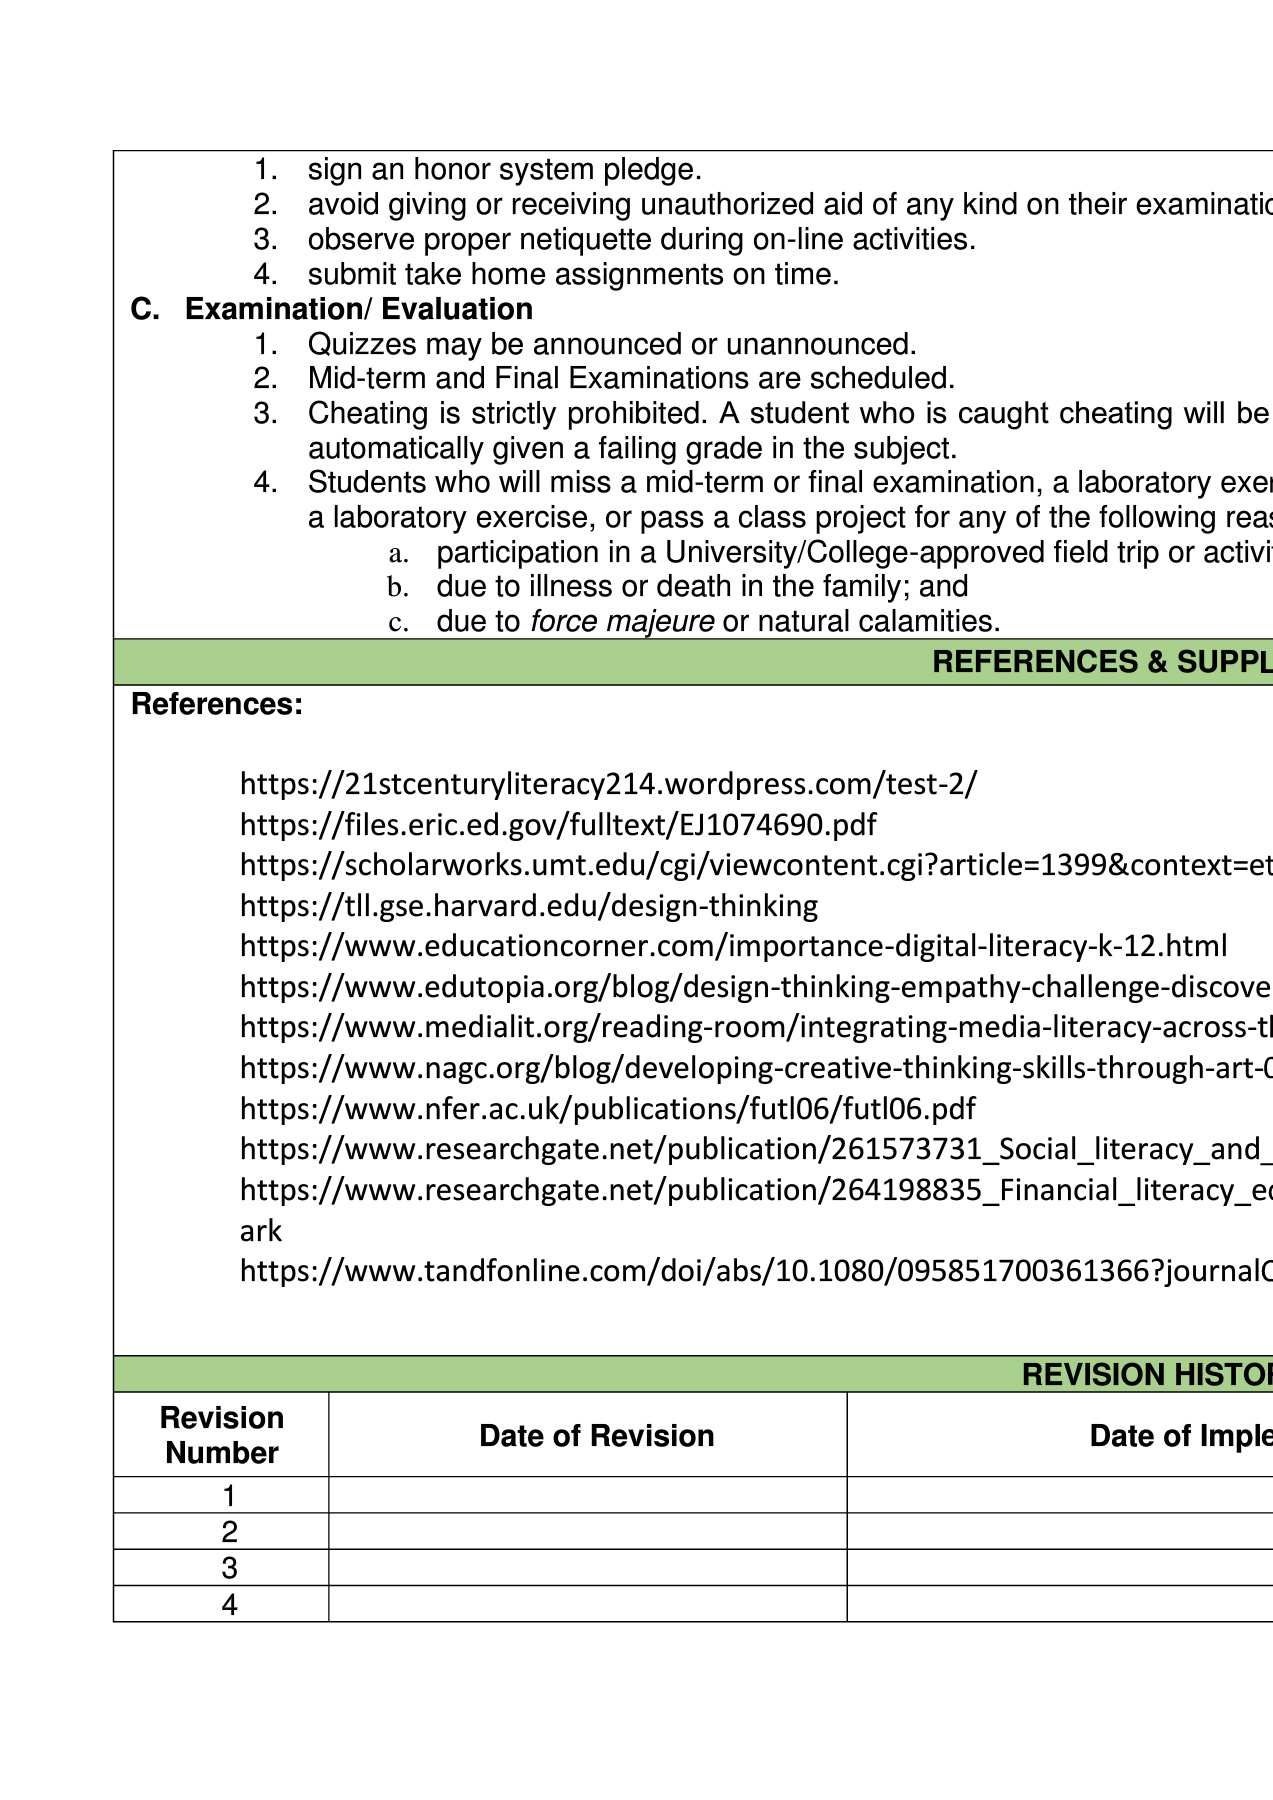 1. sign an honor system pledge.
2. avoid giving or receiving unauthorized aid of any kind on their
3. observe proper netiquette during on-line activities.
4. submit take home assignments on time.
C. Examination/ Evaluation
1. Quizzes may be announced or unannounced.
2. Mid-term and Final Examinations are scheduled.
3. Cheating is strictly prohibited. A student who is caught cheating will be
automatically given a failing grade in the subject.
4. Students who will miss a mid-term or final examination, a laboratory
a laboratory exercise, or pass a class project for any of the following
a. participation in a University/College-approved field trip or
b. due to illness or death in the family; and
c. due to force majeure or natural calamities.
REFERENCES &
References:
https://21stcenturyliteracy214.wordpress.com/test-2/
https://files.eric.ed.gov/fulltext/EJ1074690.pdf
https://scholarworks.umt.edu/cgi/viewcontent.cgi?article=1399&context=et
https://tll.gse.harvard.edu/design-thinking
https://www.educationcorner.com/importance-digital-literacy-k-12.html
https://www.edutopia.org/blog/design-thinking-empathy-challenge-discove
https://www.medialit.org/reading-room/integrating-media-literacy-across-t
https://www.nagc.org/blog/developing-creative-thinking-skills-through-art-0
https://www.nfer.ac.uk/publications/futl06/futl06.pdf
https://www.researchgate.net/publication/261573731_Social_literacy_and_
https://www.researchgate.net/publication/264198835_Financial_literacy_e
ark
https://www.tandfonline.com/doi/abs/10.1080/095851700361366?journal
REVISION
Revision
Number
Date of Revision
Date of
1
2
3
4